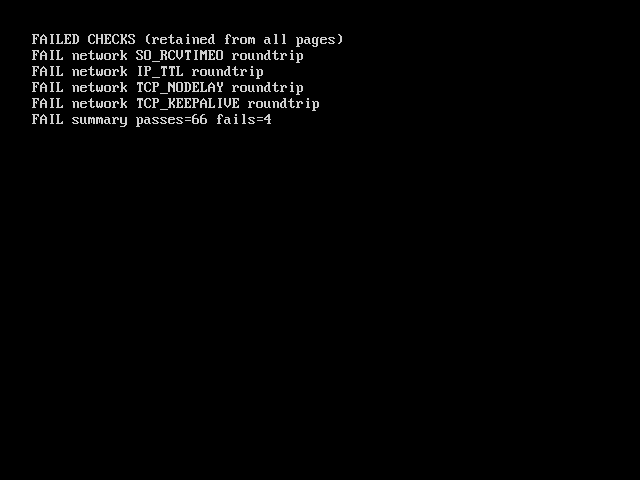 FAILED CHECKS (retained from all pages)
FAIL network SO_RCVTIMEO roundtrip
FAIL network IP_TTL roundtrip
FAIL network TCP_NODELAY roundtrip
FAIL network TCP_KEEPALIVE roundtrip
FAIL summary passes=66 fails=4